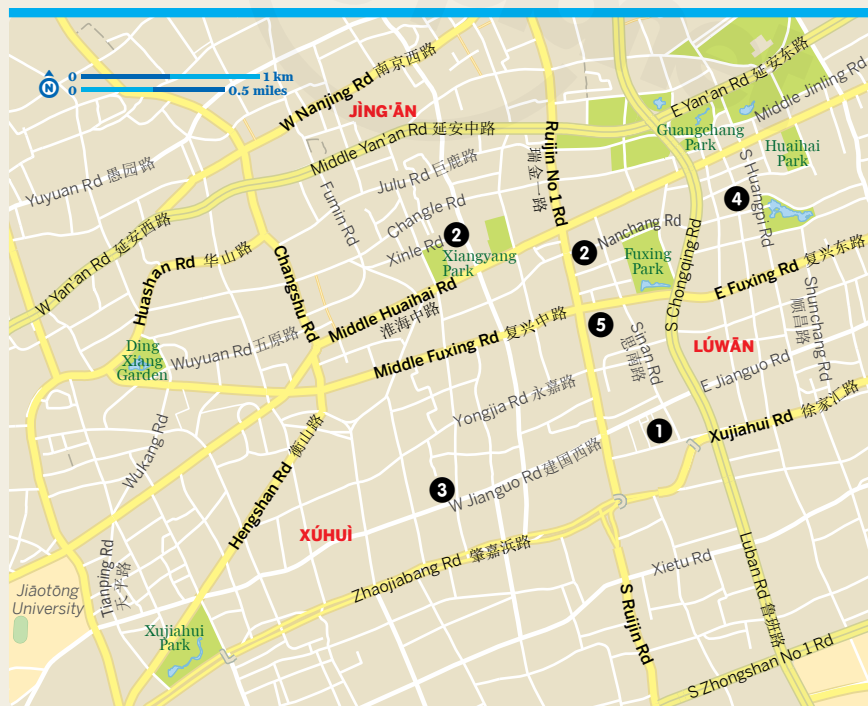 0 1 km
0 0.5 miles
N
W Nanjing Rd 南京西路
JÌNG'ĀN
Middle Yan'an Rd 延安中路
E Yan'an Rd 延安东路
Middle Jinling Rd
Guangchang
Park
Huaihai
Park
Yuyuan Rd 愚园路
Julu Rd 巨鹿路
Fumin Rd
Changle Rd
Ruijin No 1 Rd
瑞金一路
S Huangpi Rd
4
W Yan'an Rd 延安西路
Huashan Rd 华山路
Changshu Rd
Xinle Rd
2
Xiangyang
Park
2
Nanchang Rd
Fuxing
Park
S Chongqing Rd
E Fuxing Rd 复兴东路
Middle Huaihai Rd
淮海中路
Shunchang Rd
顺昌路
Ding
Xiang
Garden
Wuyuan Rd 五原路
Middle Fuxing Rd 复兴中路
5
Sinan Rd
思南路
LÚWĀN
E Jianguo Rd
Yongjia Rd 永嘉路
1
Xujiahui Rd 徐家汇路
Wukang Rd
Hengshan Rd 衡山路
3
W Jianguo Rd 建国西路
XÚHUÌ
Zhaojiabang Rd 肇嘉浜路
Xietu Rd
Luban Rd 鲁班路
Tianping Rd
天平路
Jiāotōng
University
Xujiahui
Park
S Ruijin Rd
S Zhongshan No 1 Rd